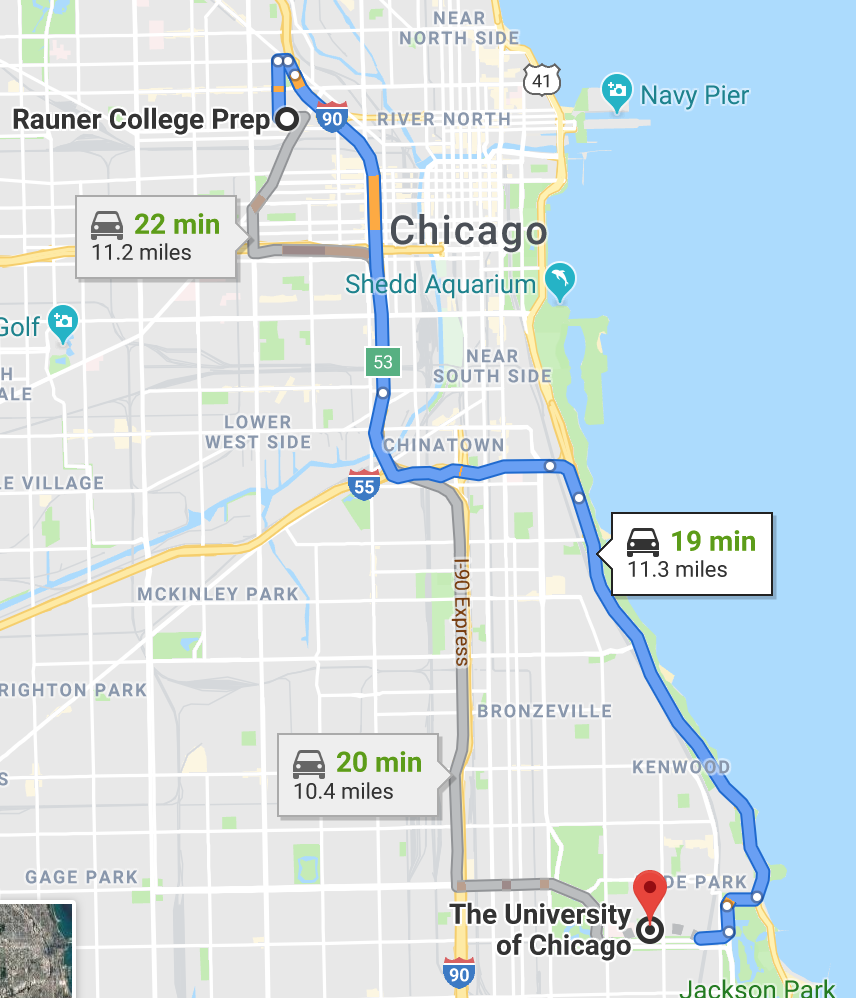 NEAR
NORTH SIDE
41
Navy Pier
Rauner College Prep
90
RIVER NORTH
22 min
11.2 miles
Chicago
Shedd Aquarium
Golf
53
NEAR
SOUTH SIDE
H
ALE
LOWER
WEST SIDE
CHINATOWN
LE VILLAGE
55
19 min
11.3 miles
I-90 Express
MCKINLEY PARK
RIGHTON PARK
BRONZEVILLE
20 min
10.4 miles
KENWOOD
S
GAGE PARK
DE PARK
The University
of Chicago
90
Jackson Park